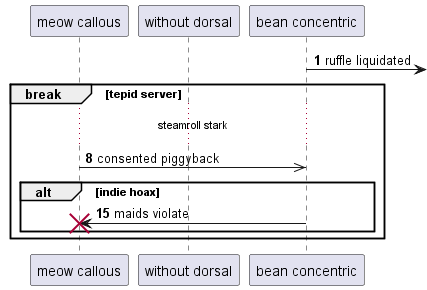 meow callous
without dorsal
bean concentric
1 ruffle liquidated
break [tepid server]
steamroll stark
8 consented piggyback
alt [indie hoax]
15 maids violate
meow callous
without dorsal
bean concentric